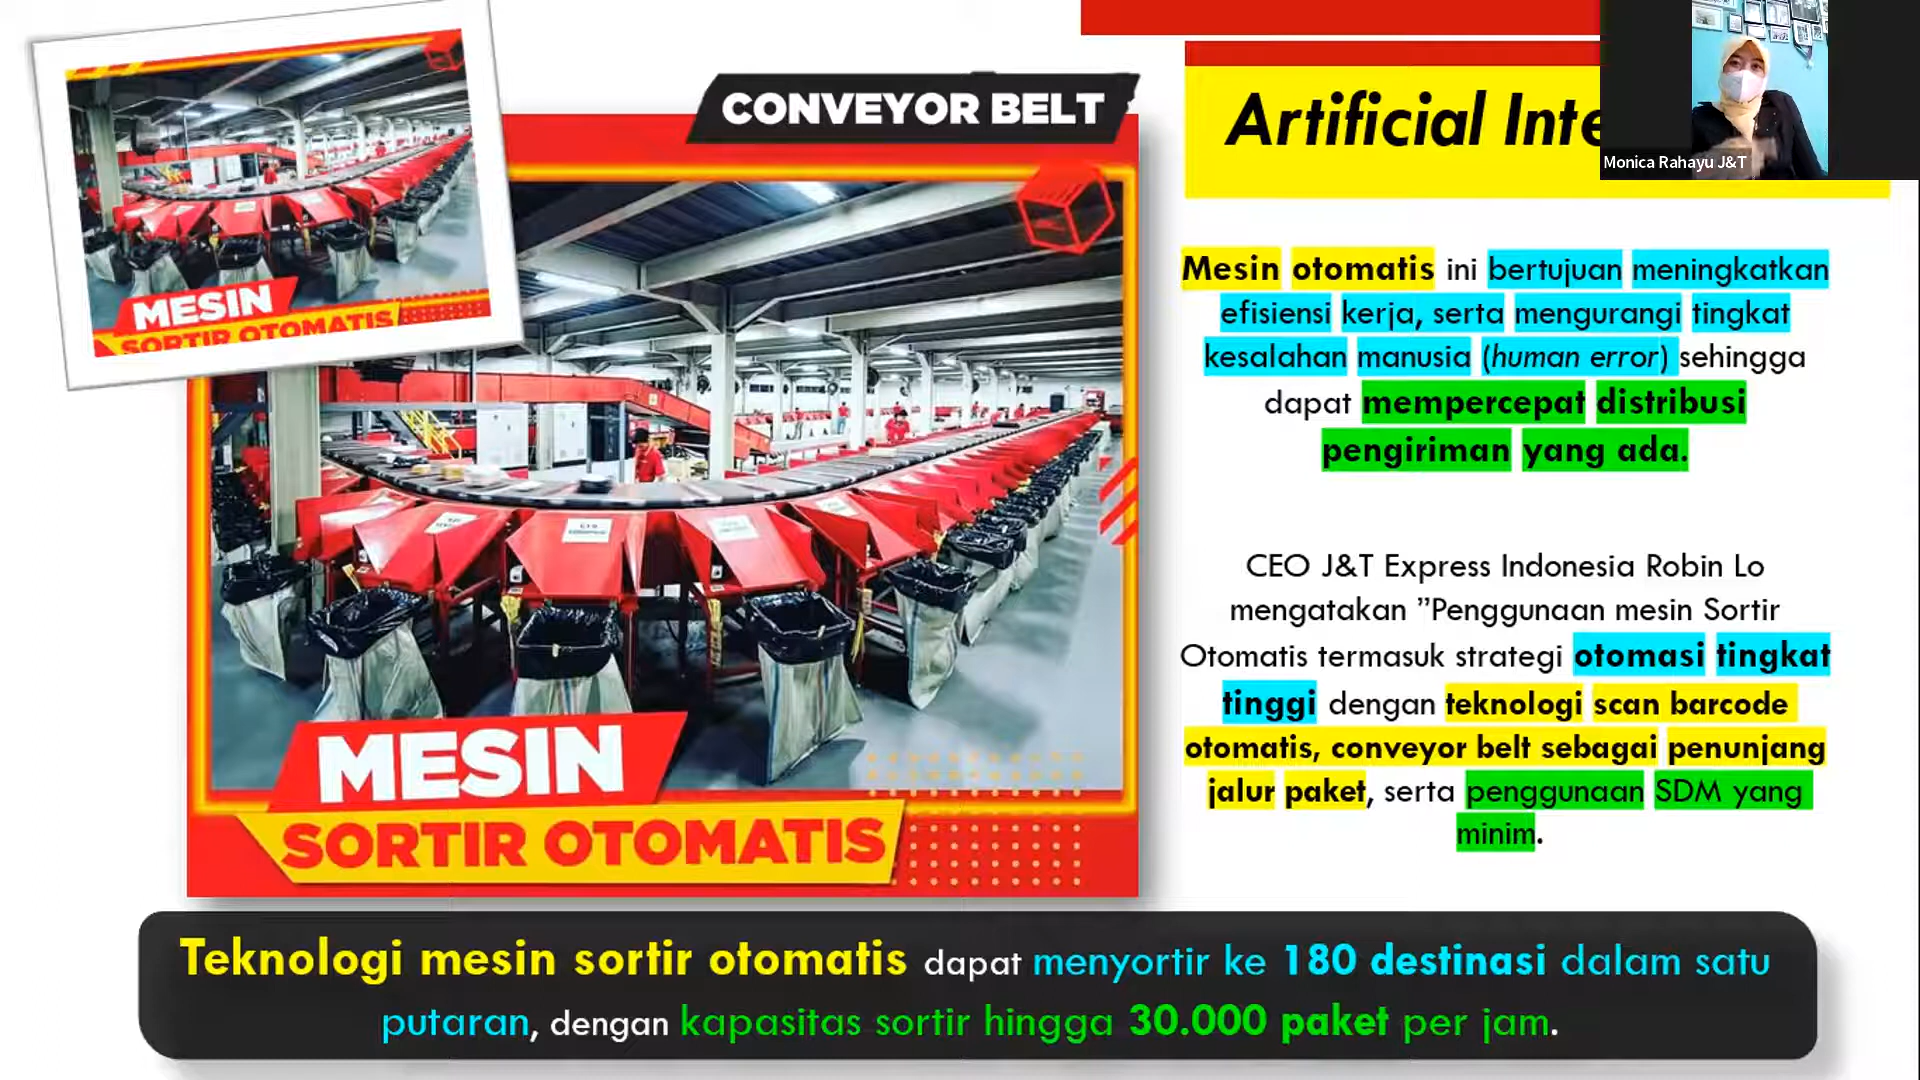 MESIN
SORTIR OTOMATIS
CONVEYOR BELT
MESIN
SORTIR OTOMATIS
Artificial Inte
Monica Rahayu J&T
Mesin otomatis ini bertujuan meningkatkan
efisiensi kerja, serta mengurangi tingkat
kesalahan manusia (human error) sehingga
dapat mempercepat distribusi
pengiriman yang ada.
CEO J&T Express Indonesia Robin Lo
mengatakan ”Penggunaan mesin Sortir
Otomatis termasuk strategi otomasi tingkat
tinggi dengan teknologi scan barcode
otomatis, conveyor belt sebagai penunjang
jalur paket, serta penggunaan SDM yang
minim.
Teknologi mesin sortir otomatis dapat menyortir ke 180 destinasi dalam satu
putaran, dengan kapasitas sortir hingga 30.000 paket per jam.